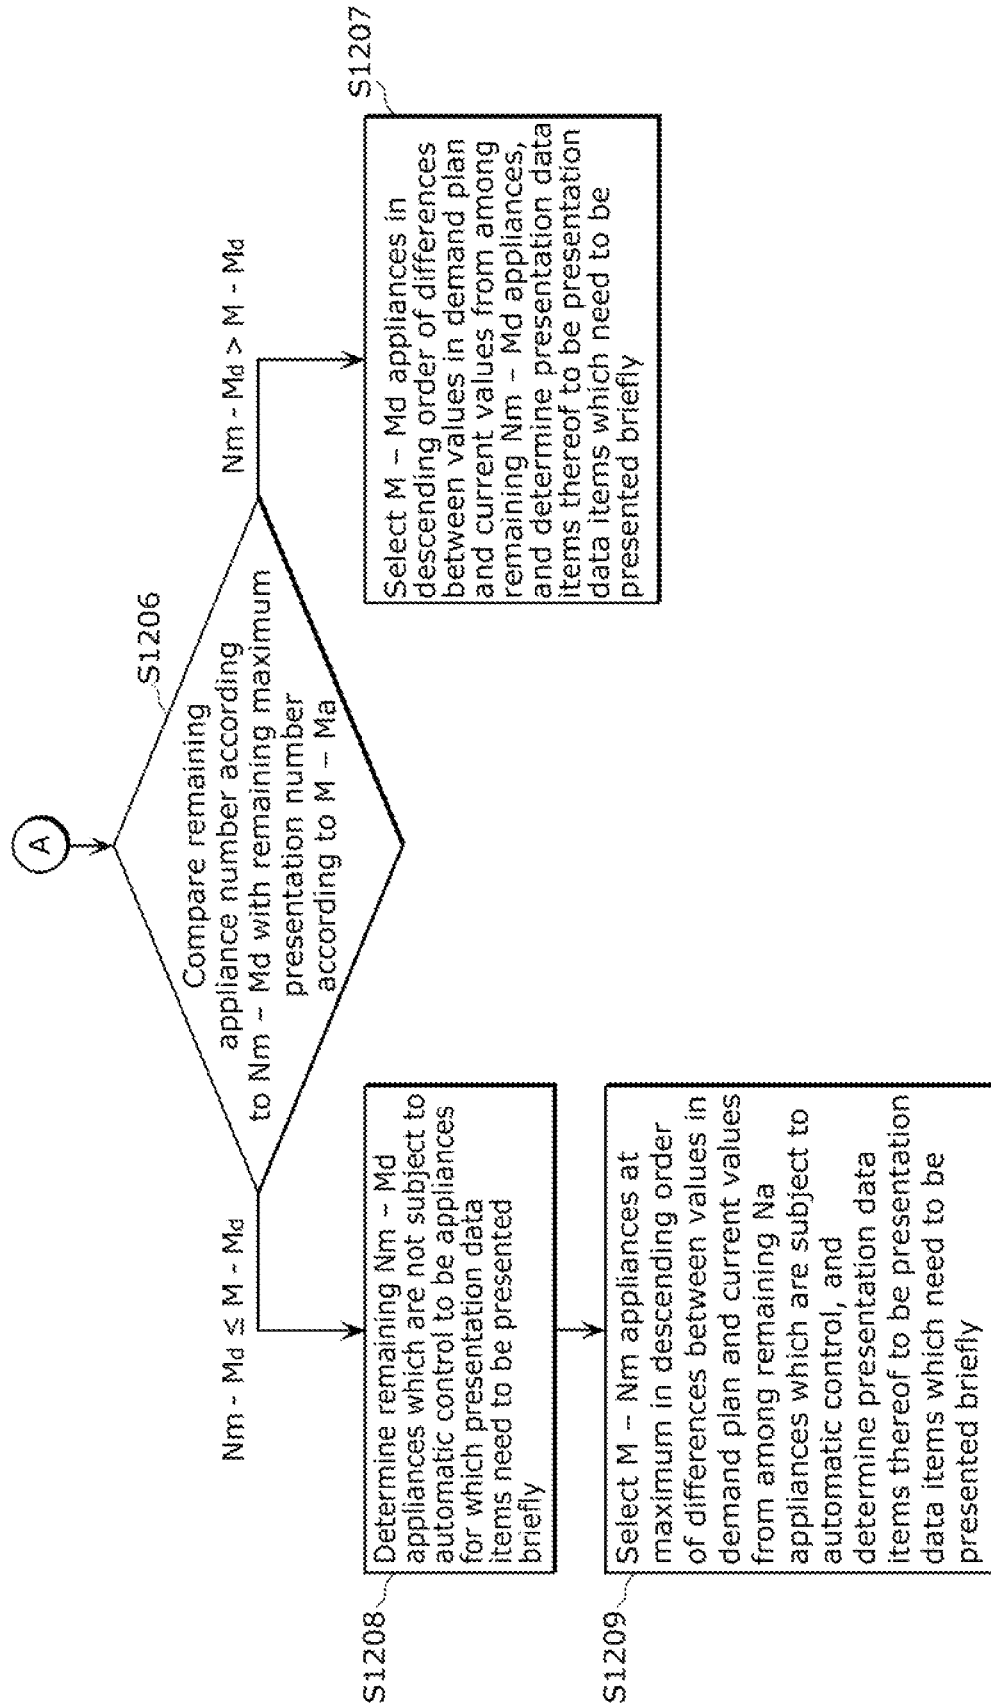 A
S1206
Compare remaining
appliance number according
to Nm – Md with remaining maximum
presentation number
according to M – Ma
Nm - Md ≤ M - Md
Nm - Md > M - Md
S1208
Determine remaining Nm – Md
appliances which are not subject to
automatic control to be appliances
for which presentation data
items need to be presented
briefly
S1209
Select M – Nm appliances at
maximum in descending order
of differences between values in
demand plan and current values
from among remaining Na
appliances which are subject to
automatic control, and
determine presentation data
items thereof to be presentation
data items which need to be
presented briefly
S1207
Select M – Md appliances in
descending order of differences
between values in demand plan
and current values from among
remaining Nm – Md appliances,
and determine presentation data
items thereof to be presentation
data items which need to be
presented briefly